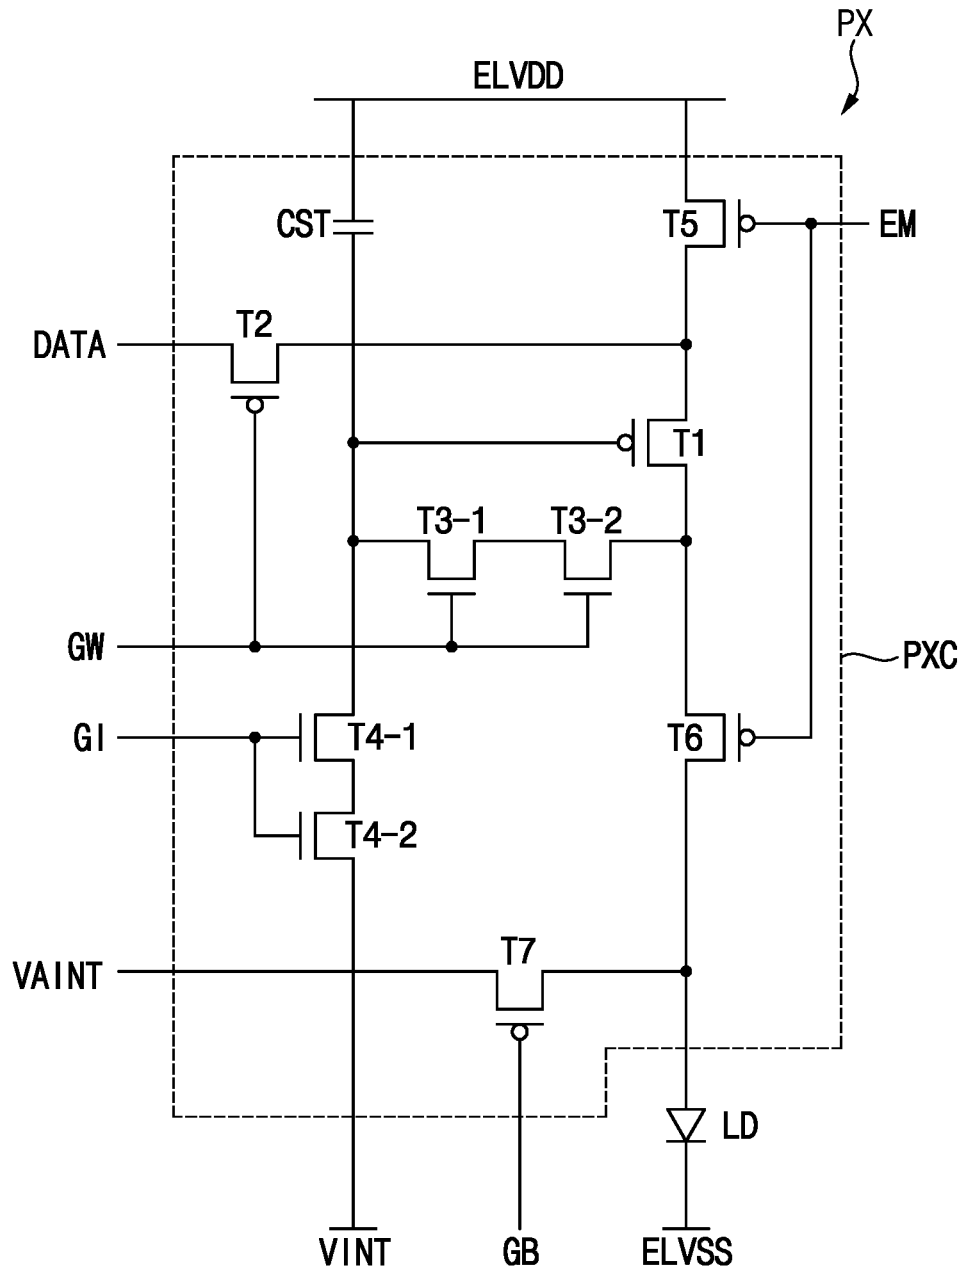 PX
ELVDD
CST
T5
EM
T2
DATA
T1
T3-1
T3-2
GW
PXC
GI
T4-1
T6
T4-2
T7
VAINT
LD
VINT
GB
ELVSS